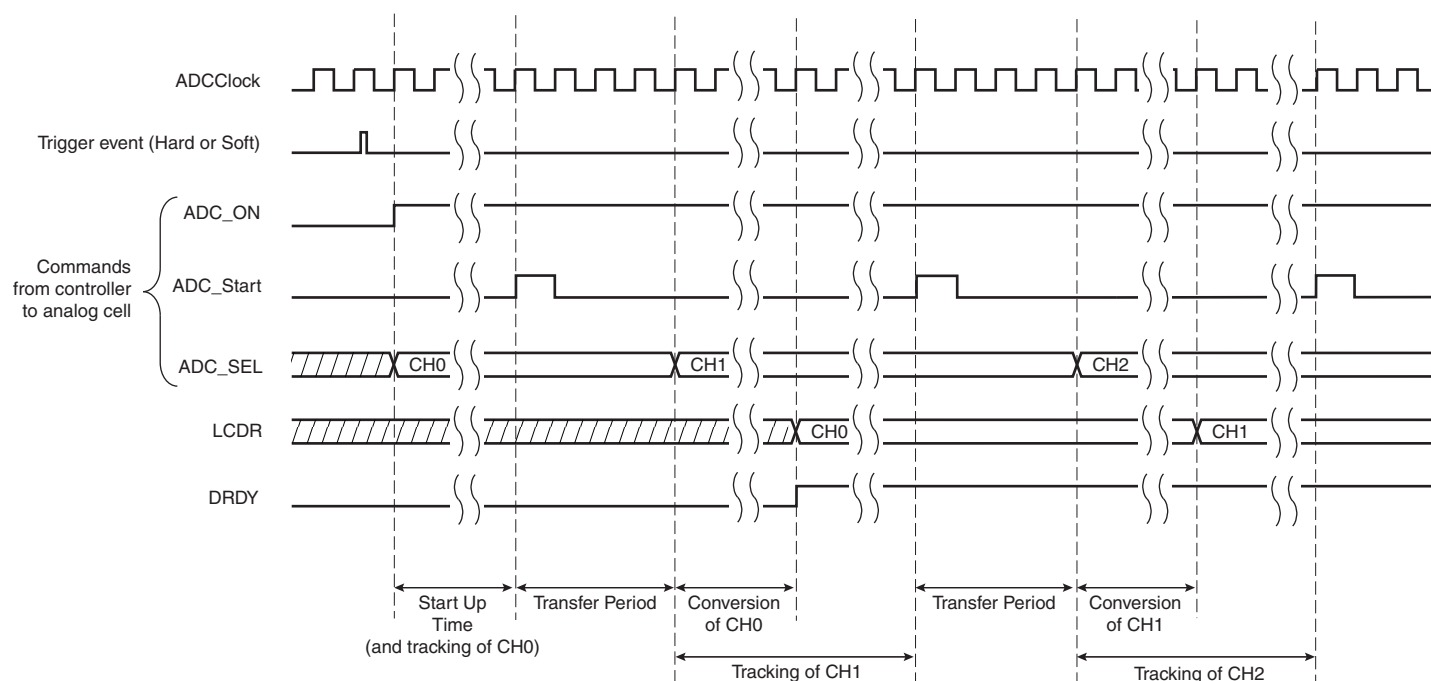 ADCClock
Trigger event (Hard or Soft)
ADC_ON
Commands
from controller
to analog cell
ADC_Start
ADC_SEL
CH0
CH1
CH2
LCDR
CH0
CH1
DRDY
Start Up
Time
(and tracking of CH0)
Transfer Period
Conversion
of CH0
Transfer Period
Conversion
of CH1
Tracking of CH1
Tracking of CH2